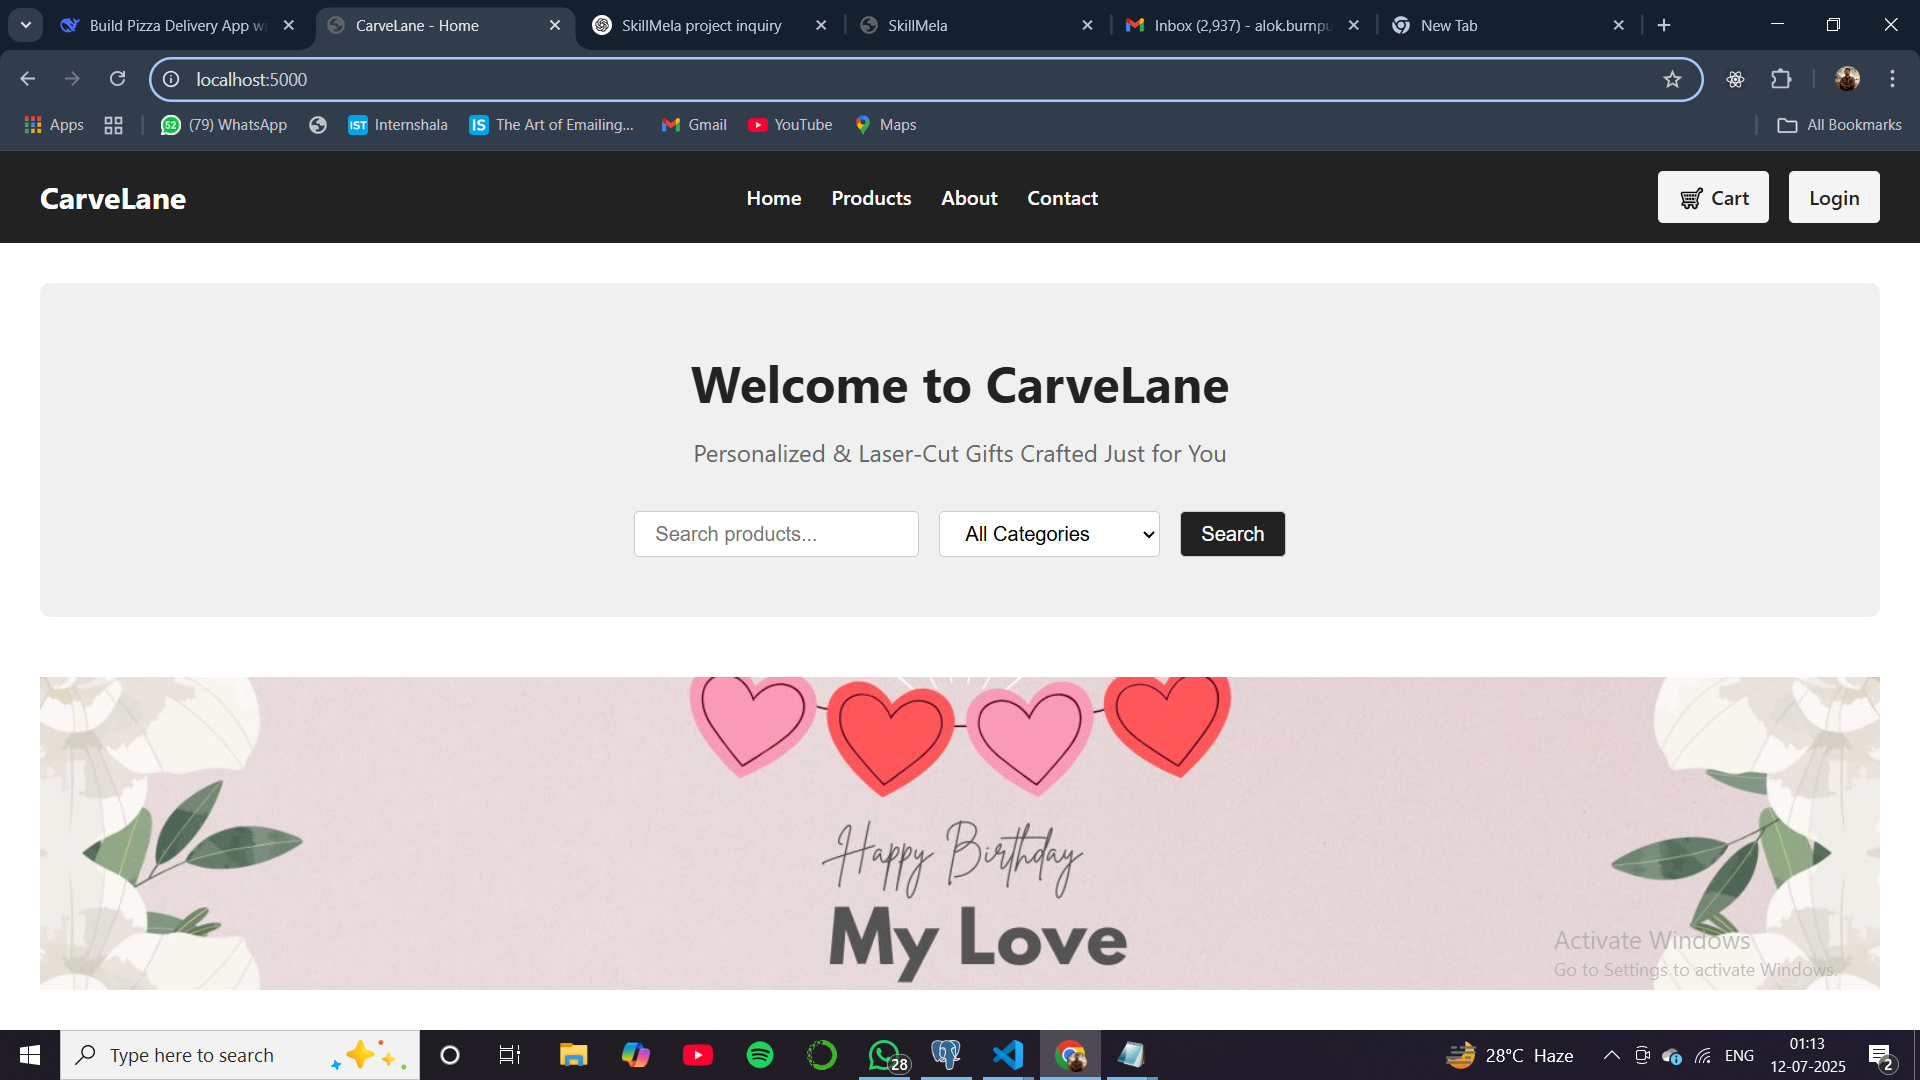 Build Pizza Delivery App wi
CarveLane - Home
SkillMela project inquiry
SkillMela
Inbox (2,937) - alok.burnpu
New Tab
localhost:5000
Apps
52
(79) WhatsApp
IST Internshala
IS The Art of Emailing...
Gmail
YouTube
Maps
All Bookmarks
CarveLane
Home
Products
About
Contact
Cart
Login
Welcome to CarveLane
Personalized & Laser-Cut Gifts Crafted Just for You
Search products...
All Categories
Search
Happy Birthday
My Love
Activate Windows
Go to Settings to activate Windows.
Type here to search
28
28°C Haze
ENG
01:13
12-07-2025
2